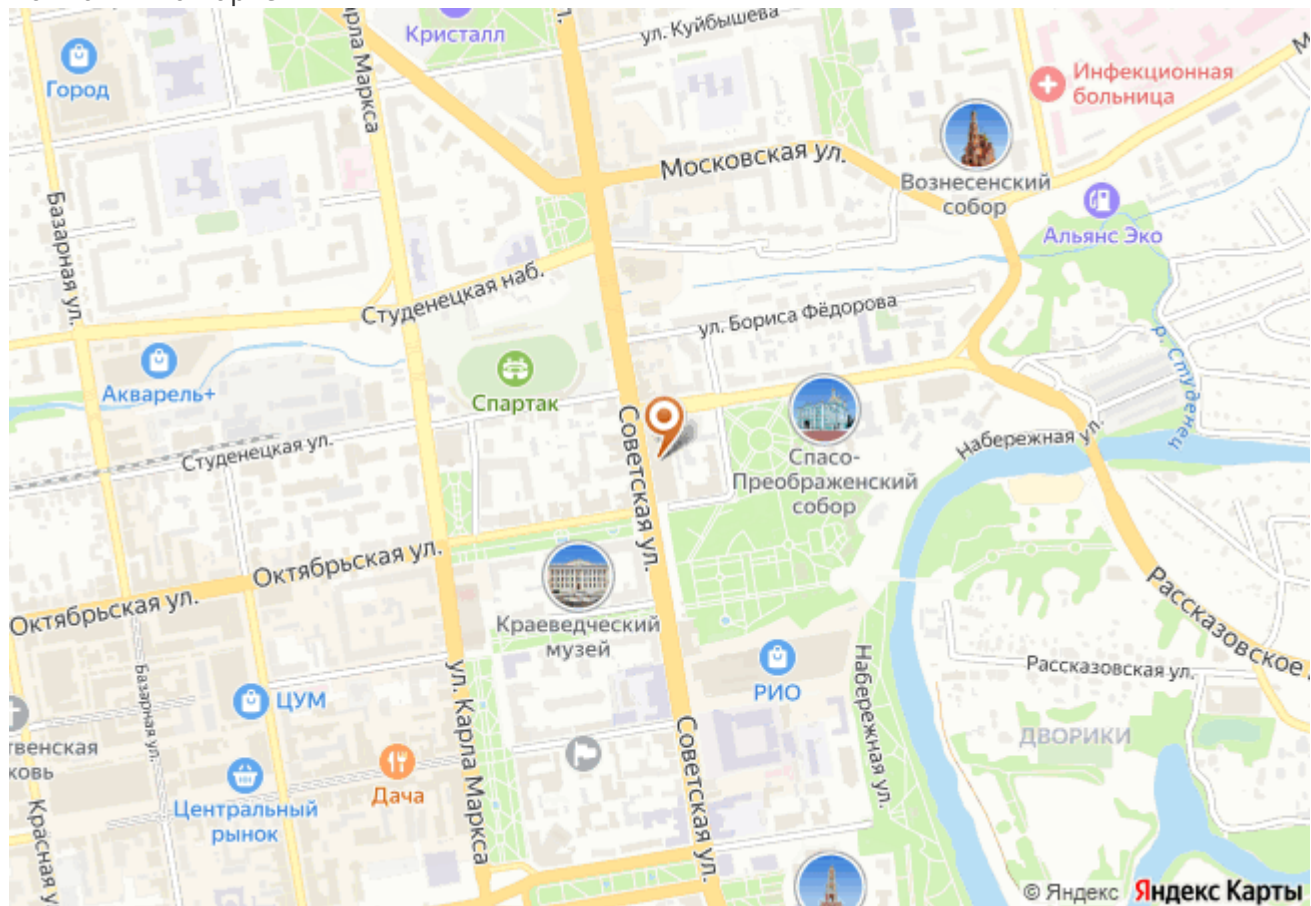 Кристалл
ул. Куйбышева
Город
Инфекционная
больница
Московская ул.
Вознесенский
собор
Альянс Эко
Базарная ул.
Студенецкая наб.
ул. Бориса Фёдорова
р. Студенец
Акварель+
Спартак
Студенецкая ул.
Советская ул.
Спасо-
Преображенский
собор
Набережная ул.
Октябрьская ул.
Октябрьская ул.
Краеведческий
музей
Рассказовское
Рассказовская ул.
ДВОРИКИ
РИО
Набережная ул.
Базарная ул.
ЦУМ
ул. Карла Маркса
Советская ул.
Дача
Центральный
рынок
© Яндекс Яндекс Карты